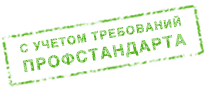 С УЧЕТОМ ТРЕБОВАНИЙ
ПРОФСТАНДАРТА